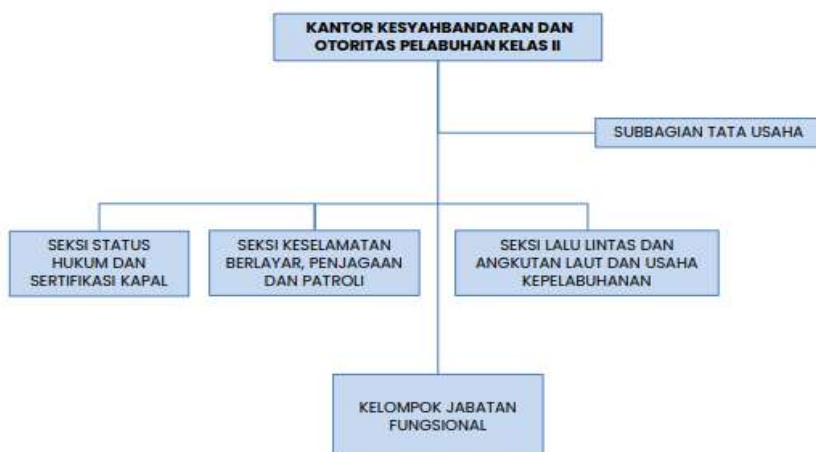 KANTOR KESYAHBANDARAN DAN
OTORITAS PELABUHAN KELAS II
SUBBAGIAN TATA USAHA
SEKSI STATUS
HUKUM DAN
SERTIFIKASI KAPAL
SEKSI KESELAMATAN
BERLAYAR, PENJAGAAN
DAN PATROLI
SEKSI LALU LINTAS DAN
ANGKUTAN LAUT DAN USAHA
KEPELABUHANAN
KELOMPOK JABATAN
FUNGSIONAL